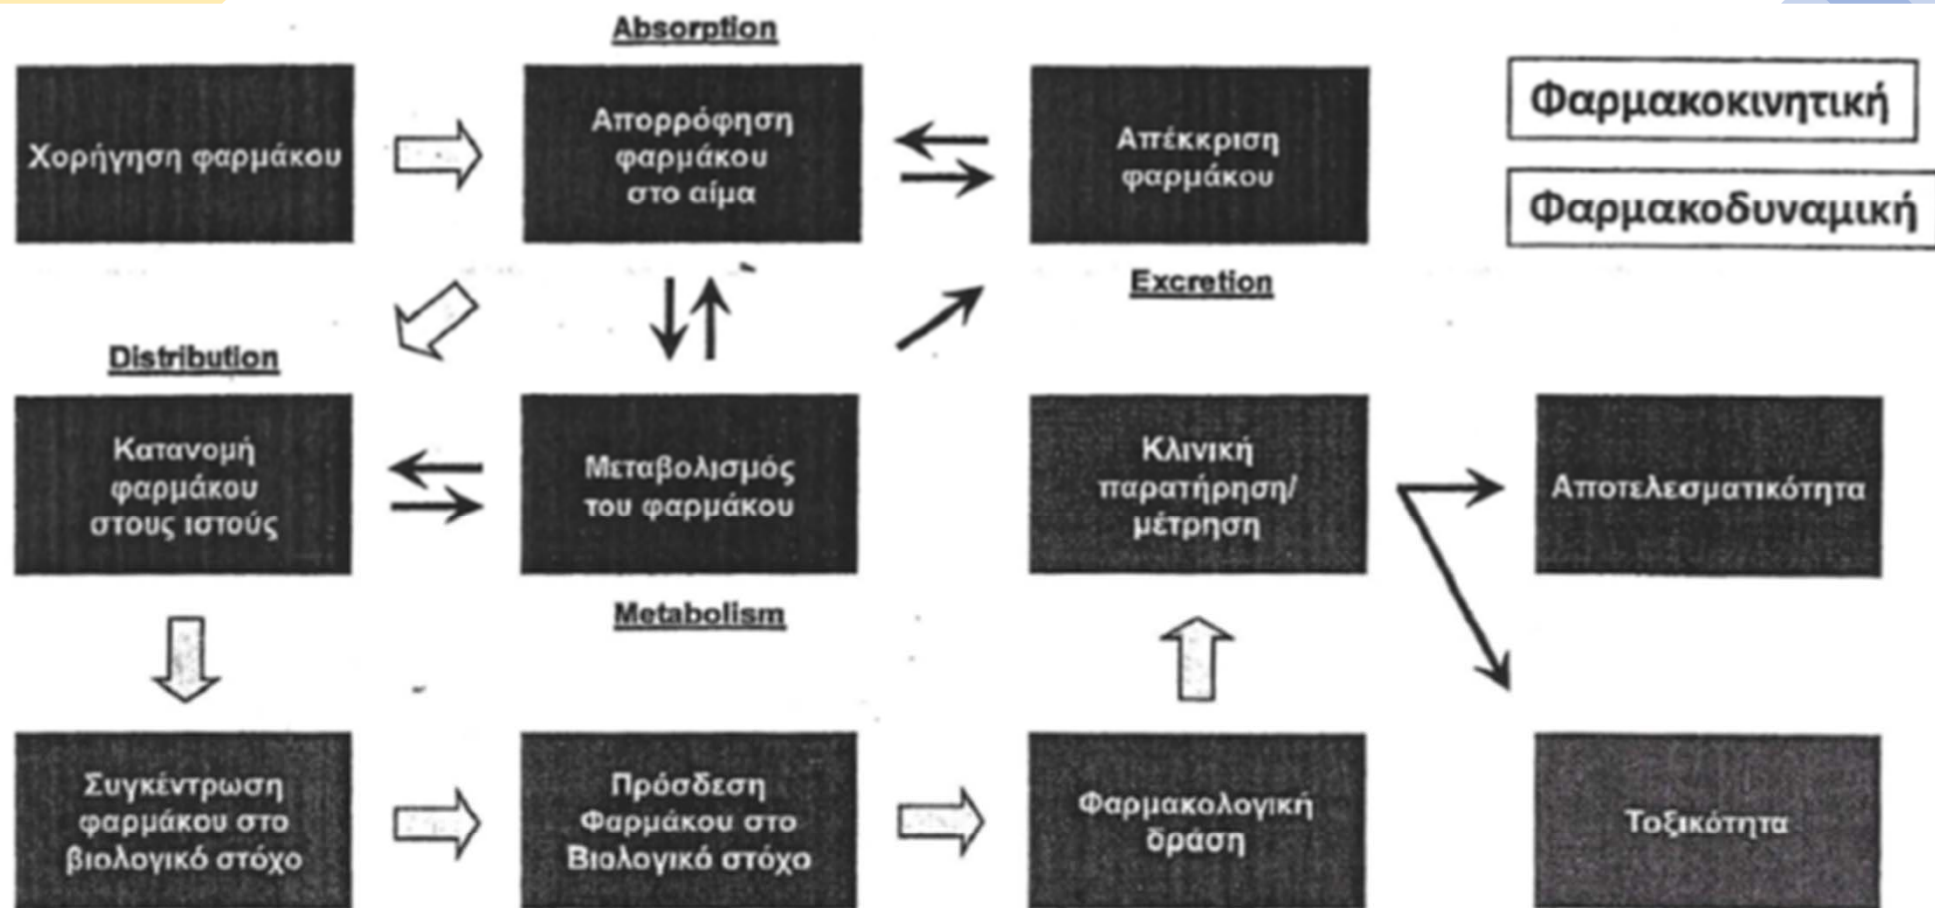 Absorption
Χορήγηση φαρμάκου
Απορρόφηση
φαρμάκου
στο αίμα
Απέκκριση
φαρμάκου
Φαρμακοκινητική
Φαρμακοδυναμική
Excretion
Distribution
Κατανομή
φαρμάκου
στους ιστούς
Μεταβολισμός
του φαρμάκου
Κλινική
παρατήρηση/
μέτρηση
Αποτελεσματικότητα
Metabolism
Συγκέντρωση
φαρμάκου στο
βιολογικό στόχο
Πρόσδεση
Φαρμάκου στο
Βιολογικό στόχο
Φαρμακολογική
δράση
Τοξικότητα